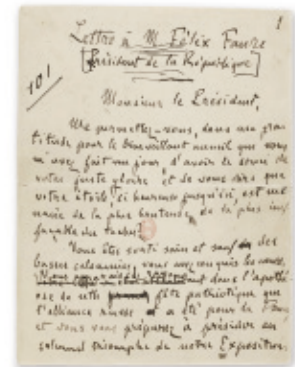 1
Lettre à M. Félix Faure
Président de la République
101
Monsieur le Président,
Me permettez-vous, dans ma gra-
titude pour le bienveillant accueil que vous
m'avez fait un jour, d'avoir le souci de
votre juste gloire et de vous dire que
votre étoile, si heureuse jusqu'ici, est me-
nacée de la plus honteuse, de la plus inef-
façable des taches?
Vous êtes sorti sain et sauf des
basses calomnies, vous avez conquis les cœurs.
dans l'apothé-
ose de cette fête patriotique que
l'alliance russe a été pour la France
et vous vous préparez à présider au
solennel triomphe de notre Exposition